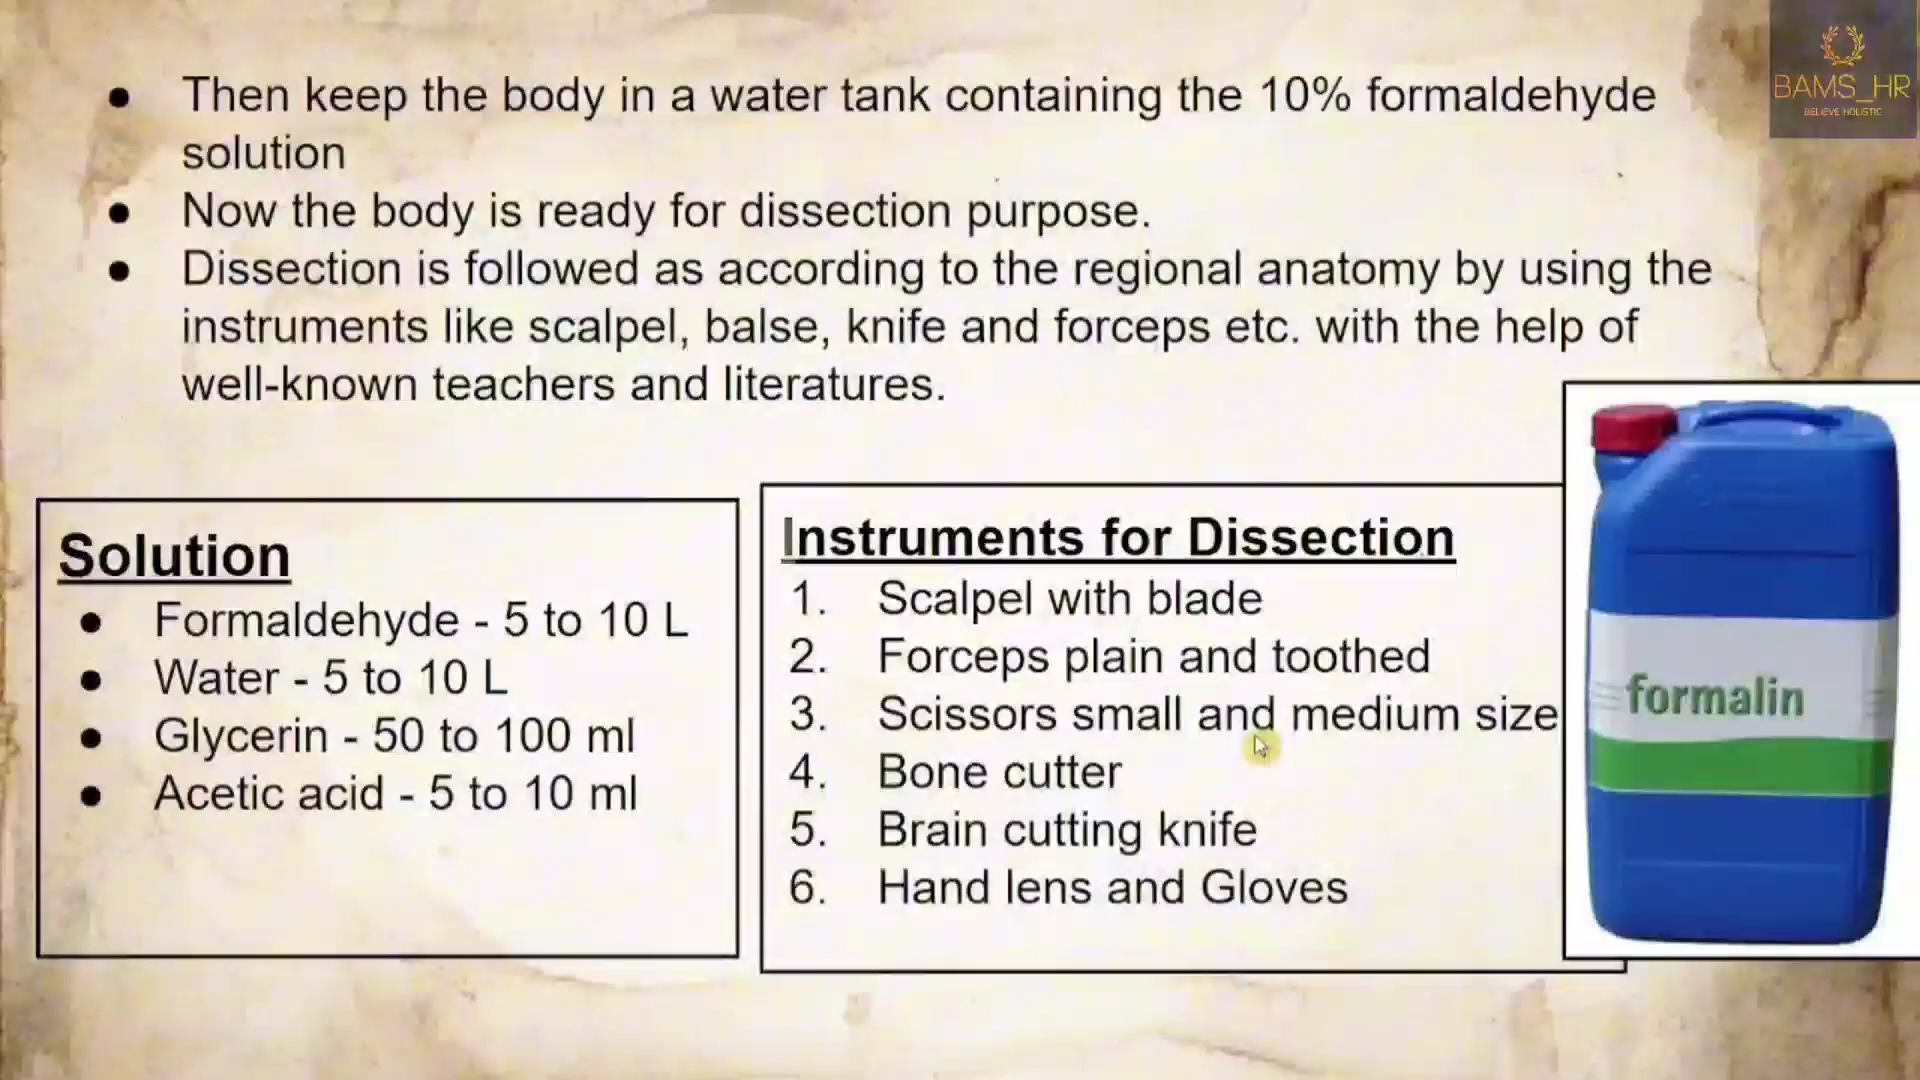 BAMS_HR
BELIEVE HOLISTIC
● Then keep the body in a water tank containing the 10% formaldehyde
solution
● Now the body is ready for dissection purpose.
● Dissection is followed as according to the regional anatomy by using the
instruments like scalpel, balse, knife and forceps etc. with the help of
well-known teachers and literatures.
Solution
● Formaldehyde - 5 to 10 L
● Water - 5 to 10 L
● Glycerin - 50 to 100 ml
● Acetic acid - 5 to 10 ml
Instruments for Dissection
1. Scalpel with blade
2. Forceps plain and toothed
3. Scissors small and medium size
4. Bone cutter
5. Brain cutting knife
6. Hand lens and Gloves
formalin